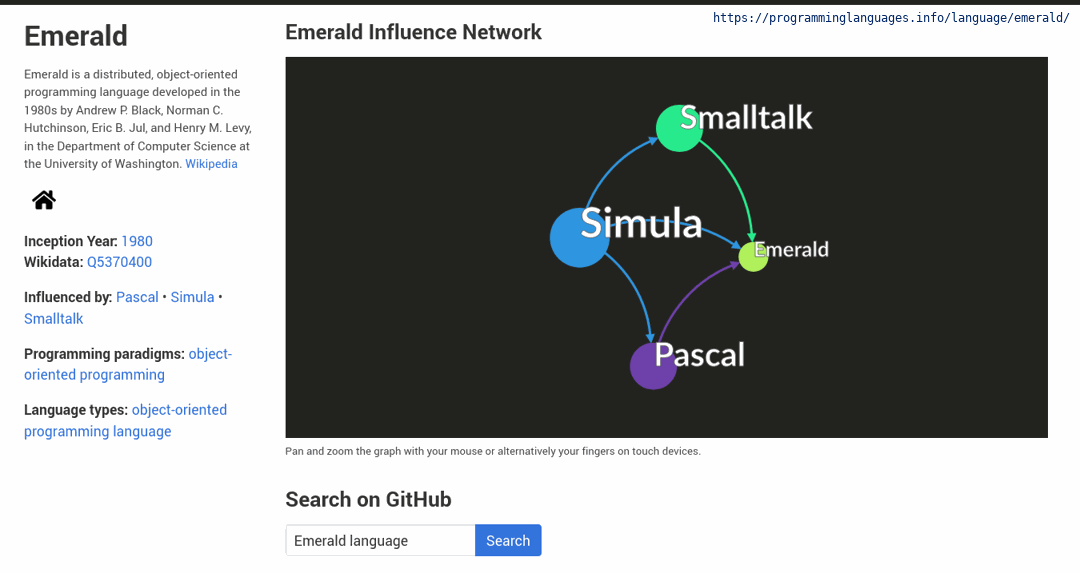 https://programminglanguages.info/language/emerald/
Emerald
Emerald is a distributed, object-oriented
programming language developed in the
1980s by Andrew P. Black, Norman C.
Hutchinson, Eric B. Jul, and Henry M. Levy,
in the Department of Computer Science at
the University of Washington. Wikipedia
Inception Year: 1980
Wikidata: Q5370400
Influenced by: Pascal • Simula •
Smalltalk
Programming paradigms: object-
oriented programming
Language types: object-oriented
programming language
Emerald Influence Network
Smalltalk
Simula
Emerald
Pascal
Pan and zoom the graph with your mouse or alternatively your fingers on touch devices.
Search on GitHub
Emerald language
Search